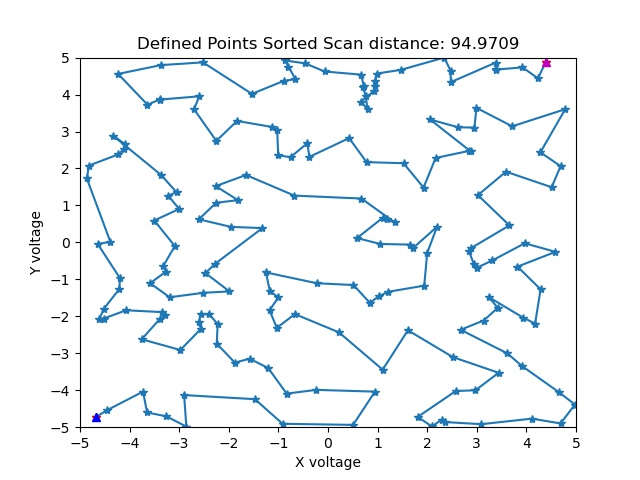 Defined Points Sorted Scan distance: 94.9709
5
4
3
2
1
0
−1
−2
−3
−4
−5
Y voltage
−5 −4 −3 −2 −1 0 1 2 3 4 5
X voltage